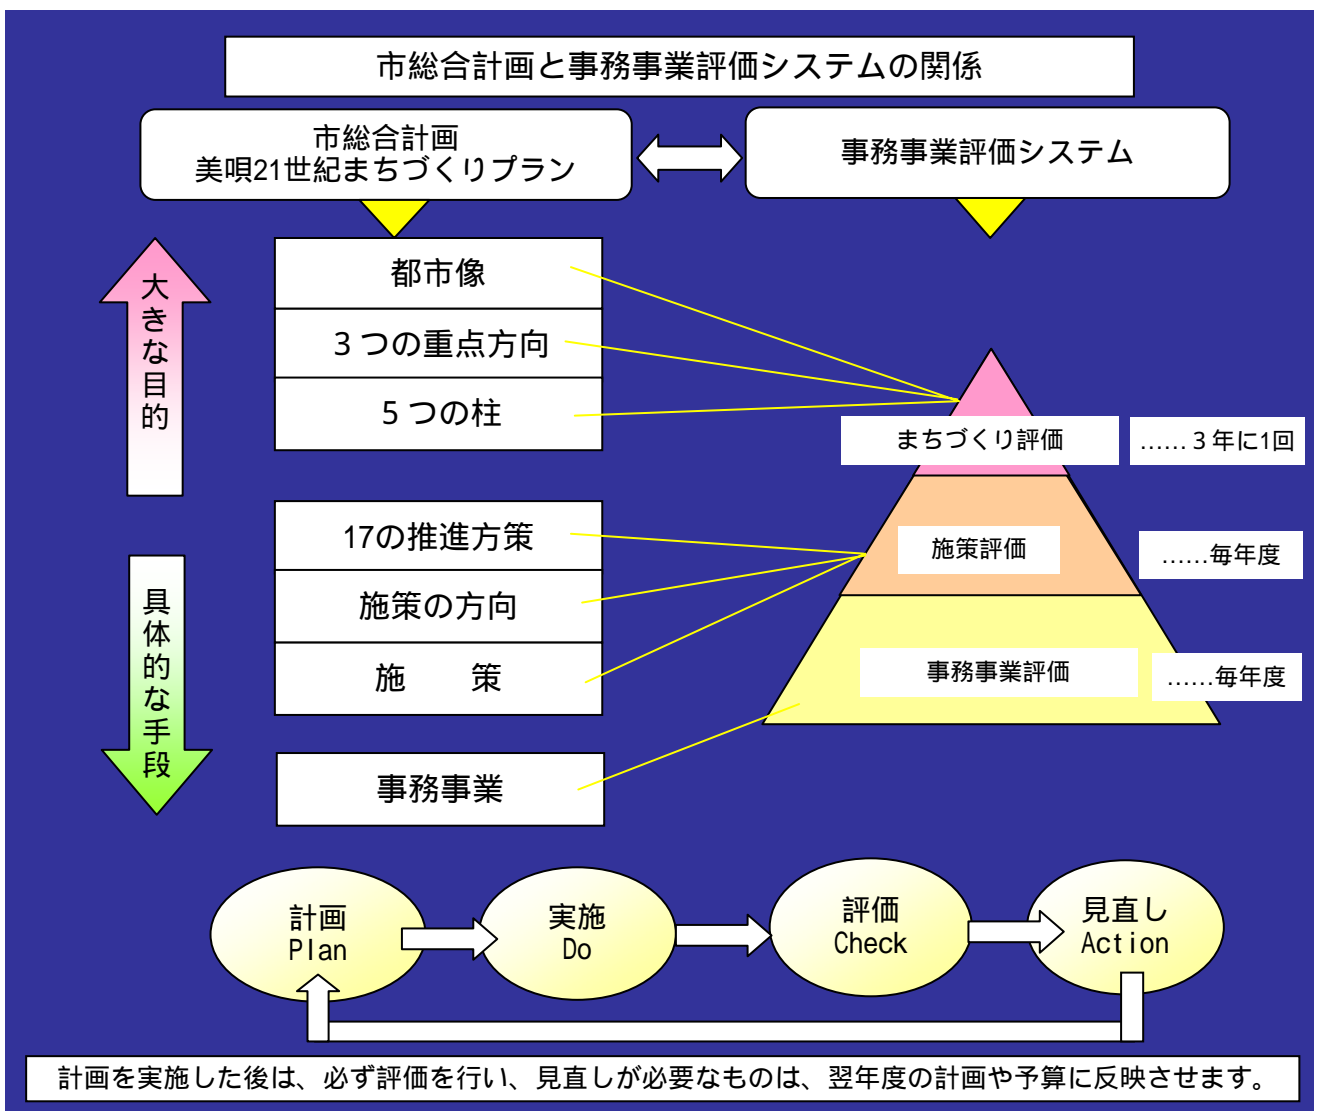 市総合計画と事務事業評価システムの関係
市総合計画
美唄21世紀まちづくりプラン
事務事業評価システム
大きな目的
都市像
３つの重点方向
５つの柱
まちづくり評価
……３年に1回
17の推進方策
施策の方向
施　　策
施策評価
……毎年度
具体的な手段
事務事業評価
……毎年度
事務事業
計画
Plan
実施
Do
評価
Check
見直し
Action
計画を実施した後は、必ず評価を行い、見直しが必要なものは、翌年度の計画や予算に反映させます。